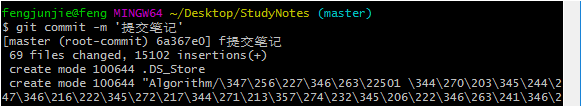 fengjunjie@feng MINGW64 ~/Desktop/StudyNotes (master)
$ git commit -m '提交笔记'
[master (root-commit) 6a367e0] f提交笔记
 69 files changed, 15102 insertions(+)
 create mode 100644 .DS_Store
 create mode 100644 "Algorithm/\347\256\227\346\263\22501 \344\270\203\345\244\2
47\346\216\222\345\272\217\344\271\213\357\274\232\345\206\222\346\263\241\346\2